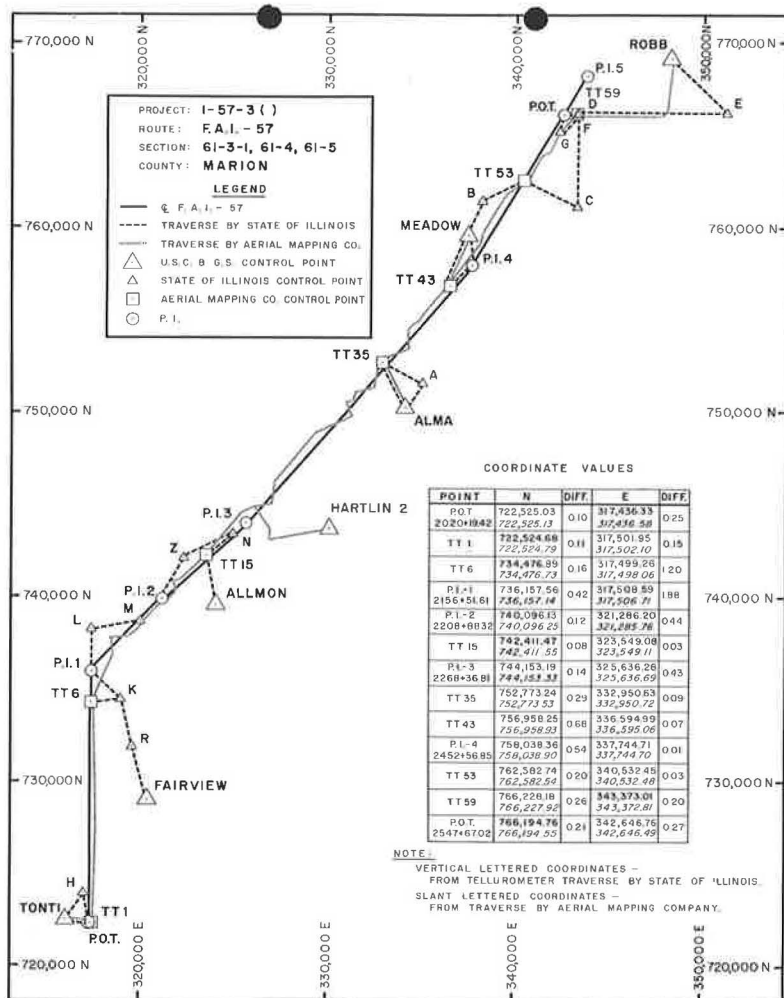 770,000 N
320,000 N
330,000 N
340,000 N
350,000 N
770,000 N
ROBB
P.I.5
TT59
P.O.T.
D
E
F
G
PROJECT: I-57-3 ( )
ROUTE: F.A.I.-57
SECTION: 61-3-1, 61-4, 61-5
COUNTY: MARION
LEGEND
℄ F.A.I.-57
TRAVERSE BY STATE OF ILLINOIS
TRAVERSE BY AERIAL MAPPING CO.
U.S.C. & G.S. CONTROL POINT
STATE OF ILLINOIS CONTROL POINT
AERIAL MAPPING CO. CONTROL POINT
P.I.
TT53
B
C
760,000 N
760,000 N
MEADOW
P.I.4
TT43
TT35
A
ALMA
750,000 N
750,000 N
HARTLIN 2
P.I.3
N
Z
TT15
ALLMON
P.I.2
740,000 N
740,000 N
L
M
P.I.1
TT6
K
R
FAIRVIEW
730,000 N
730,000 N
H
TONTI
TT1
P.O.T.
720,000 N
320,000 E
330,000 E
340,000 E
350,000 E
720,000 N
COORDINATE VALUES
POINT N DIFF. E DIFF.
P.O.T. 2020+19.42 722,525.03 722,525.13 0.10 317,436.33 317,436.58 0.25
TT 1 722,524.68 722,524.79 0.11 317,501.95 317,502.10 0.15
TT 6 734,476.89 734,476.73 0.16 317,499.26 317,498.06 1.20
P.I.-1 2156+51.61 736,157.56 736,157.14 0.42 317,508.59 317,506.71 1.88
P.I.-2 2208+88.32 740,096.13 740,096.25 0.12 321,286.20 321,285.76 0.44
TT 15 742,411.47 742,411.55 0.08 323,549.08 323,549.11 0.03
P.I.-3 2268+36.81 744,153.19 744,153.33 0.14 325,636.26 325,636.69 0.43
TT 35 752,773.24 752,773.53 0.29 332,950.63 332,950.72 0.09
TT 43 756,958.25 756,958.93 0.68 336,594.99 336,595.06 0.07
P.I.-4 2452+56.85 758,038.36 758,038.90 0.54 337,744.71 337,744.70 0.01
TT 53 762,582.74 762,582.54 0.20 340,532.45 340,532.48 0.03
TT 59 766,228.18 766,227.92 0.26 343,373.01 343,372.81 0.20
P.O.T. 2547+67.02 766,194.76 766,194.55 0.21 342,646.76 342,646.49 0.27
NOTE:
VERTICAL LETTERED COORDINATES –
FROM TELLUROMETER TRAVERSE BY STATE OF ILLINOIS.
SLANT LETTERED COORDINATES –
FROM TRAVERSE BY AERIAL MAPPING COMPANY.